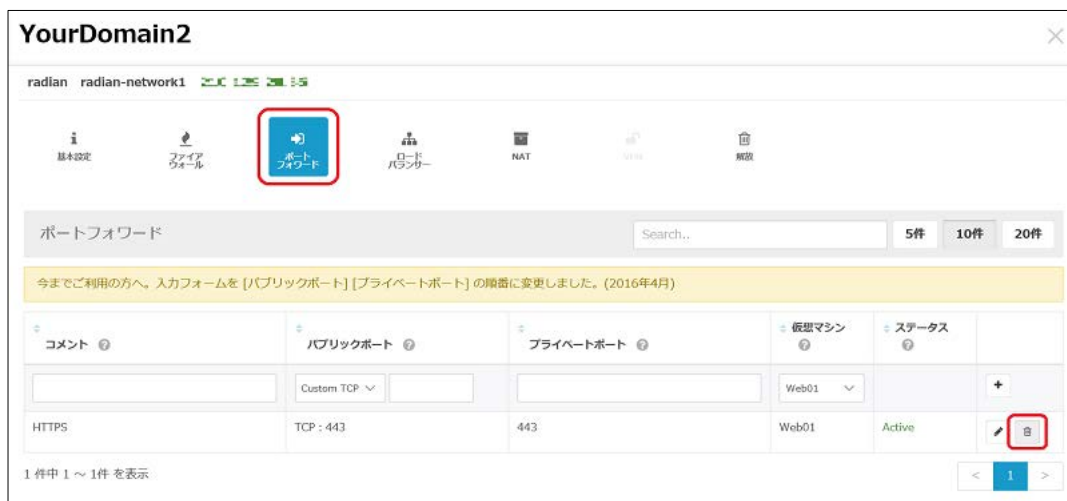 YourDomain2
radian radian-network1
基本設定
ファイア
ウォール
ポート
フォワード
ロード
バランサー
NAT
解放
ポートフォワード Search.. 5件 10件 20件
今までご利用の方へ。入力フォームを [パブリックポート] [プライベートポート] の順番に変更しました。(2016年4月)
コメント パブリックポート プライベートポート 仮想マシン ステータス
Custom TCP Web01
HTTPS TCP : 443 443 Web01 Active
1 件中 1 ～ 1件 を表示 < 1 >